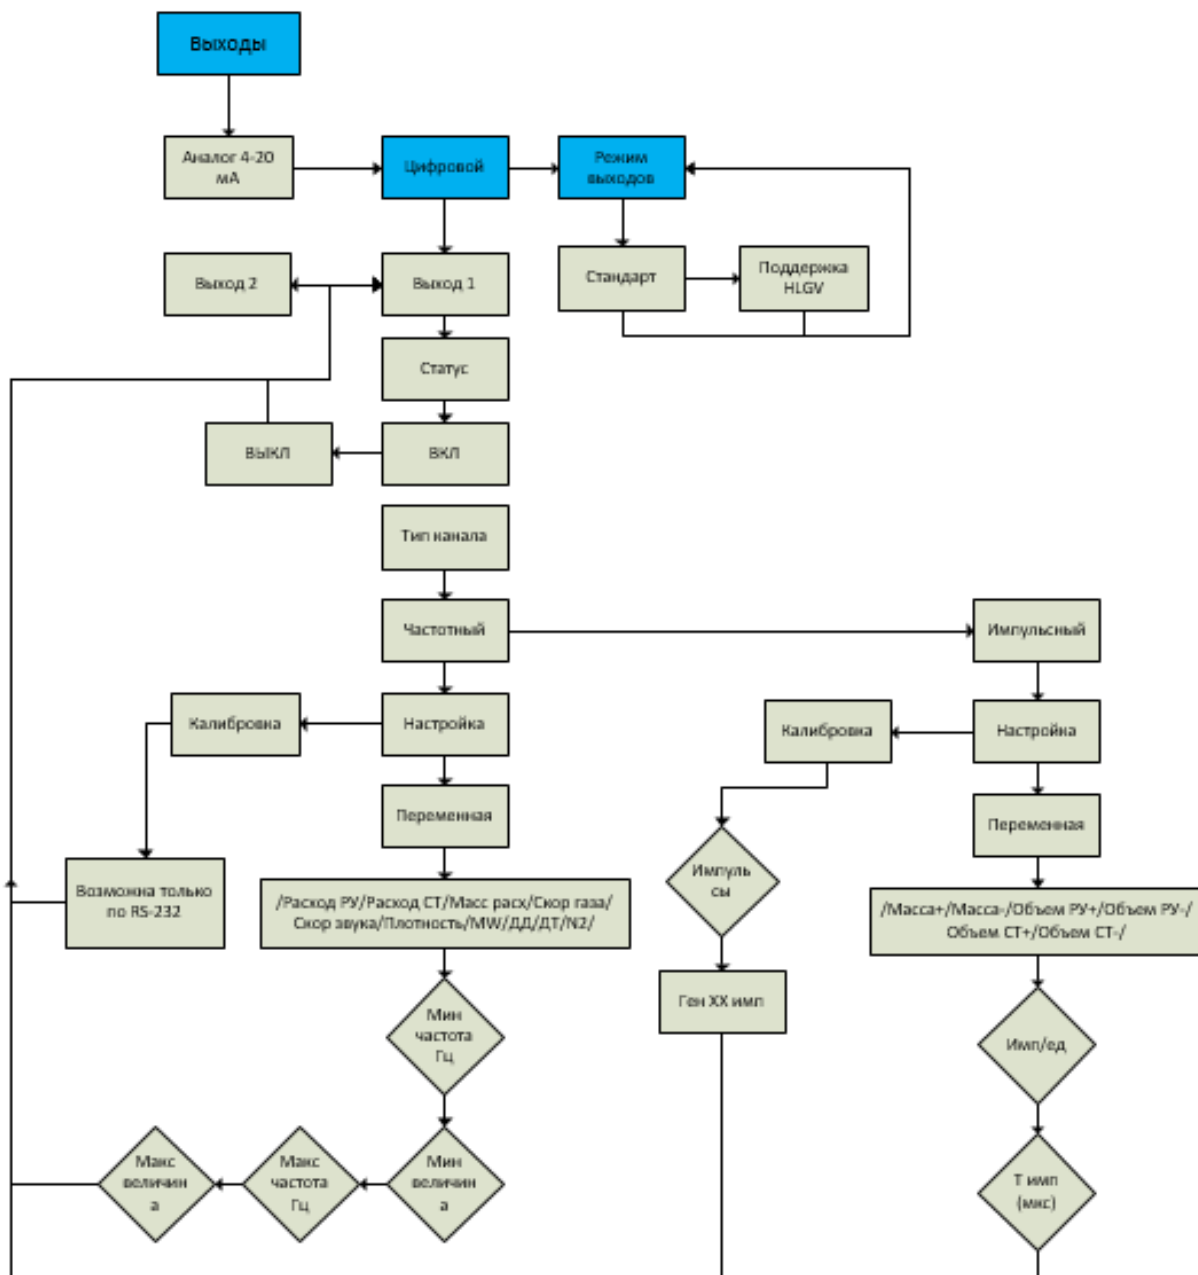 Выходы
Аналог 4-20
мА
Цифровой
Режим
выходов
Выход 2
Выход 1
Стандарт
Поддержка
HLGV
Статус
ВЫКЛ
ВКЛ
Тип канала
Частотный
Импульсный
Калибровка
Настройка
Калибровка
Настройка
Переменная
Переменная
Возможна только
по RS-232
/Расход РУ/Расход СТ/Масс расх/Скор газа/
Скор звука/Плотность/MW/ДД/ДТ/N2/
Импуль
сы
/Масса+/Масса-/Объем РУ+/Объем РУ-/
Объем СТ+/Объем СТ-/
Мин
частота
Гц
Ген ХХ имп
Имп/ед
Макс
величин
а
Макс
частота
Гц
Мин
величин
а
Т имп
(мкс)